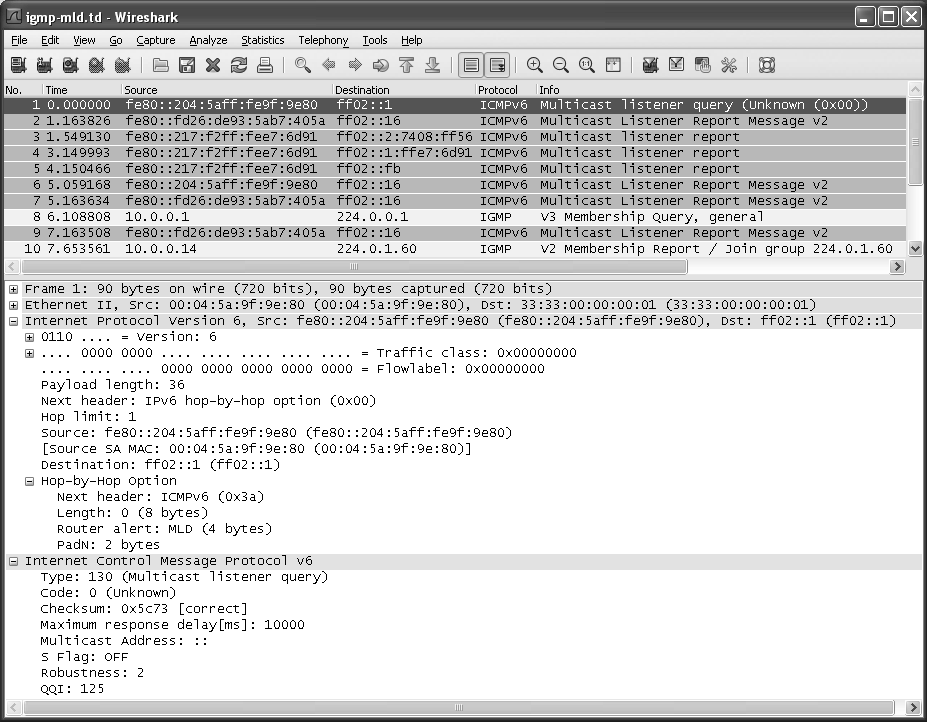 igmp-mld.td - Wireshark
File Edit View Go Capture Analyze Statistics Telephony Tools Help
No. Time Source Destination Protocol Info
1 0.000000 fe80::204:5aff:fe9f:9e80 ff02::1 ICMPv6 Multicast listener query (Unknown (0x00))
2 1.163826 fe80::fd26:de93:5ab7:405a ff02::16 ICMPv6 Multicast Listener Report Message v2
3 1.549130 fe80::217:f2ff:fee7:6d91 ff02::2:7408:ff56 ICMPv6 Multicast listener report
4 3.149993 fe80::217:f2ff:fee7:6d91 ff02::1:ffe7:6d91 ICMPv6 Multicast listener report
5 4.150466 fe80::217:f2ff:fee7:6d91 ff02::fb ICMPv6 Multicast listener report
6 5.059168 fe80::204:5aff:fe9f:9e80 ff02::16 ICMPv6 Multicast Listener Report Message v2
7 5.163634 fe80::fd26:de93:5ab7:405a ff02::16 ICMPv6 Multicast Listener Report Message v2
8 6.108808 10.0.0.1 224.0.0.1 IGMP V3 Membership Query, general
9 7.163508 fe80::fd26:de93:5ab7:405a ff02::16 ICMPv6 Multicast Listener Report Message v2
10 7.653561 10.0.0.14 224.0.1.60 IGMP V2 Membership Report / Join group 224.0.1.60
Frame 1: 90 bytes on wire (720 bits), 90 bytes captured (720 bits)
Ethernet II, Src: 00:04:5a:9f:9e:80 (00:04:5a:9f:9e:80), Dst: 33:33:00:00:00:01 (33:33:00:00:00:01)
Internet Protocol Version 6, Src: fe80::204:5aff:fe9f:9e80 (fe80::204:5aff:fe9f:9e80), Dst: ff02::1 (ff02::1)
0110 .... = Version: 6
.... 0000 0000 .... .... .... .... .... = Traffic class: 0x00000000
.... .... .... 0000 0000 0000 0000 0000 = Flowlabel: 0x00000000
Payload length: 36
Next header: IPv6 hop-by-hop option (0x00)
Hop limit: 1
Source: fe80::204:5aff:fe9f:9e80 (fe80::204:5aff:fe9f:9e80)
[Source SA MAC: 00:04:5a:9f:9e:80 (00:04:5a:9f:9e:80)]
Destination: ff02::1 (ff02::1)
Hop-by-Hop Option
Next header: ICMPv6 (0x3a)
Length: 0 (8 bytes)
Router alert: MLD (4 bytes)
PadN: 2 bytes
Internet Control Message Protocol v6
Type: 130 (Multicast listener query)
Code: 0 (Unknown)
Checksum: 0x5c73 [correct]
Maximum response delay[ms]: 10000
Multicast Address: ::
S Flag: OFF
Robustness: 2
QQI: 125